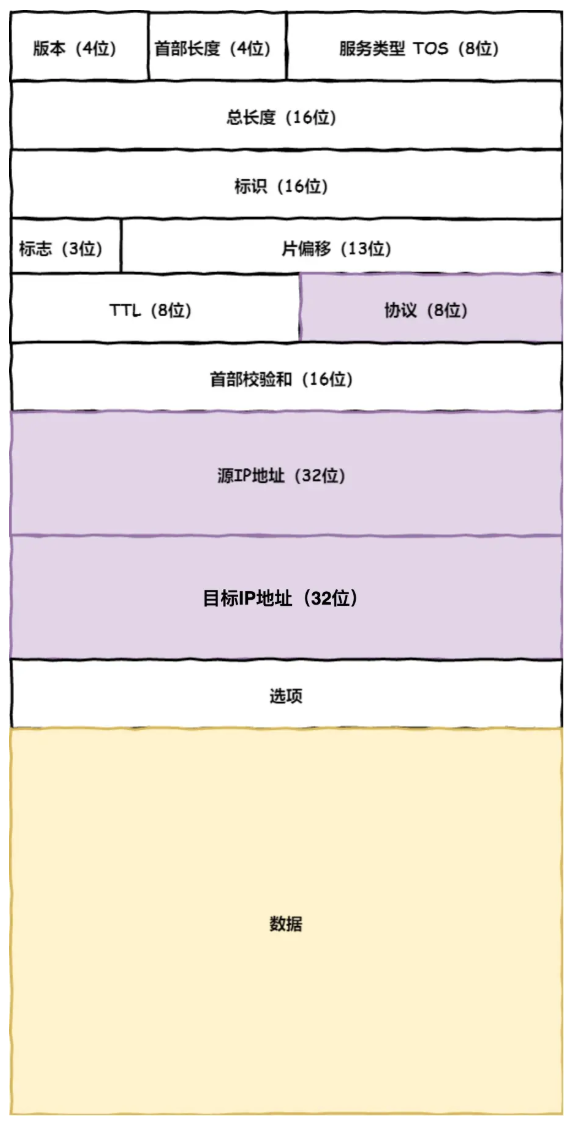 版本（4位）
首部长度（4位）
服务类型 TOS（8位）
总长度（16位）
标识（16位）
标志（3位）
片偏移（13位）
TTL（8位）
协议（8位）
首部校验和（16位）
源IP地址（32位）
目标IP地址（32位）
选项
数据